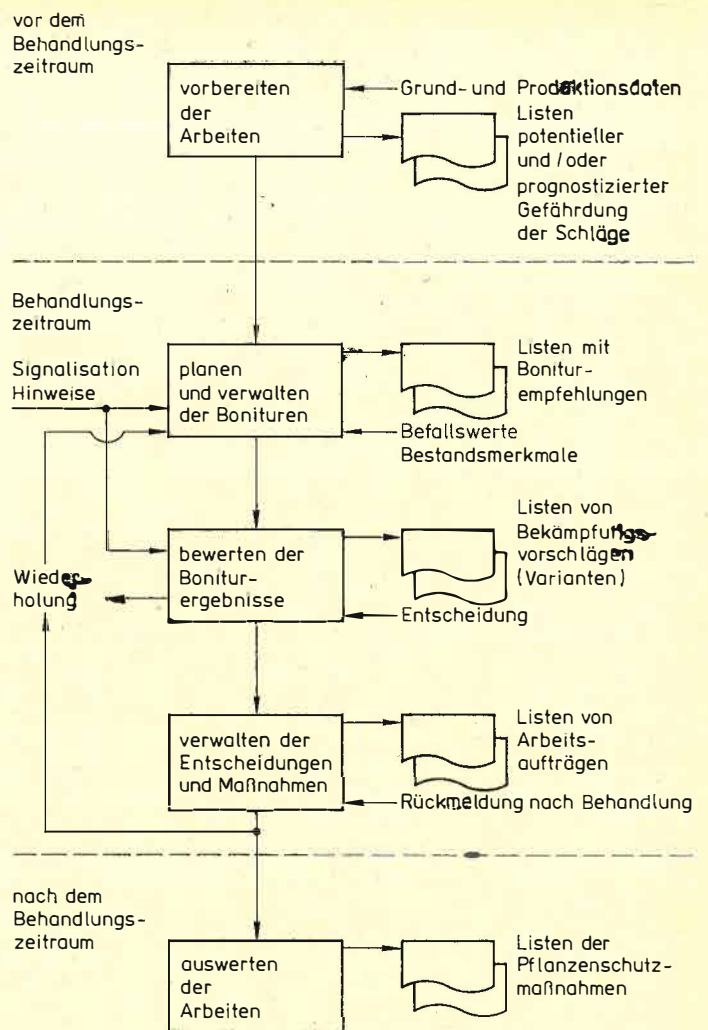 vor dem
Behandlungs-
zeitraum
vorbereiten
der
Arbeiten
Grund- und Produktionsdaten
Listen
potentieller
und / oder
prognostizierter
Gefährdung
der Schläge
Behandlungs-
zeitraum
Signalisation
Hinweise
planen
und verwalten
der Bonituren
Listen mit
Bonitur-
empfehlungen
Befallswerte
Bestandsmerkmale
bewerten der
Bonitur-
ergebnisse
Listen von
Bekämpfungs-
vorschlägen
(Varianten)
Wieder-
holung
Entscheidung
verwalten der
Entscheidungen
und Maßnahmen
Listen von
Arbeits-
aufträgen
Rückmeldung nach Behandlung
nach dem
Behandlungs-
zeitraum
auswerten
der
Arbeiten
Listen der
Pflanzenschutz-
maßnahmen